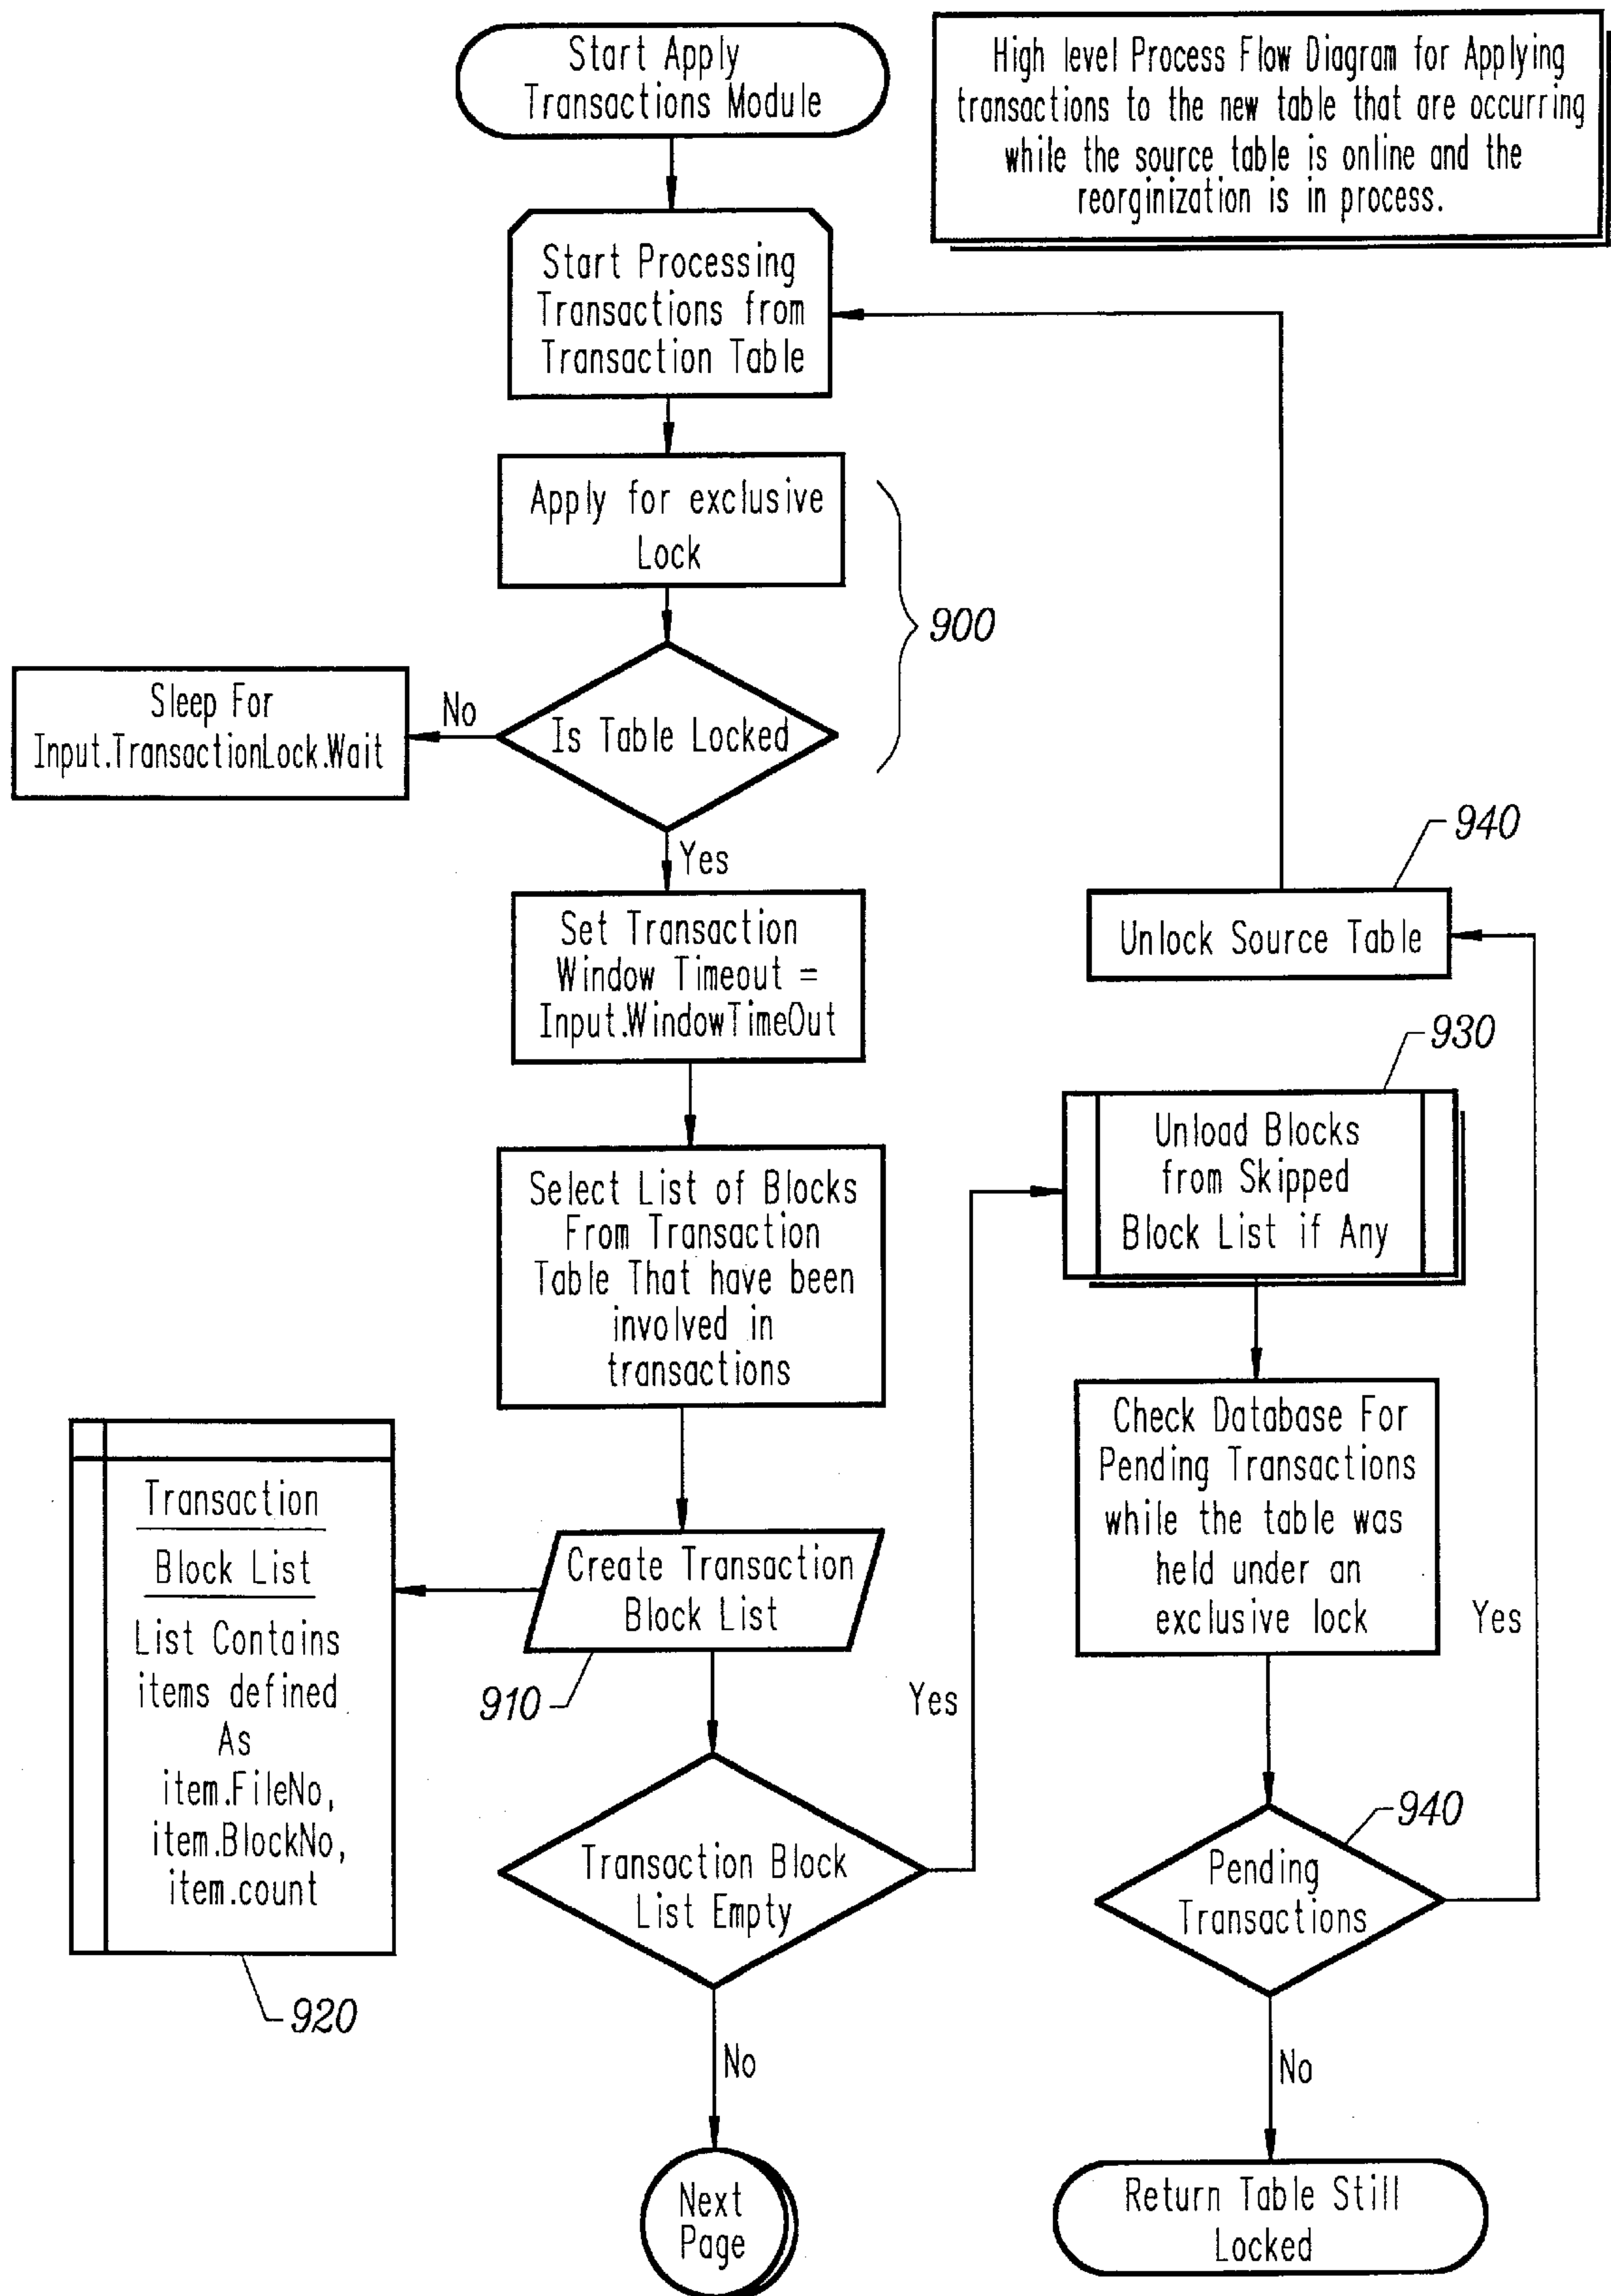 Start Apply
Transactions Module
High level Process Flow Diagram for Applying
transactions to the new table that are occurring
while the source table is online and the
reorginization is in process.
Start Processing
Transactions from
Transaction Table
Apply for exclusive
Lock
900
Is Table Locked
No
Sleep For
Input.TransactionLock.Wait
Yes
Set Transaction
Window Timeout =
Input.WindowTimeOut
Select List of Blocks
From Transaction
Table That have been
involved in
transactions
Create Transaction
Block List
910
Transaction
Block List
List Contains
items defined
As
item.FileNo,
item.BlockNo,
item.count
920
Transaction Block
List Empty
Yes
No
Next
Page
940
Unlock Source Table
930
Unload Blocks
from Skipped
Block List if Any
Check Database For
Pending Transactions
while the table was
held under an
exclusive lock
Yes
940
Pending
Transactions
No
Return Table Still
Locked